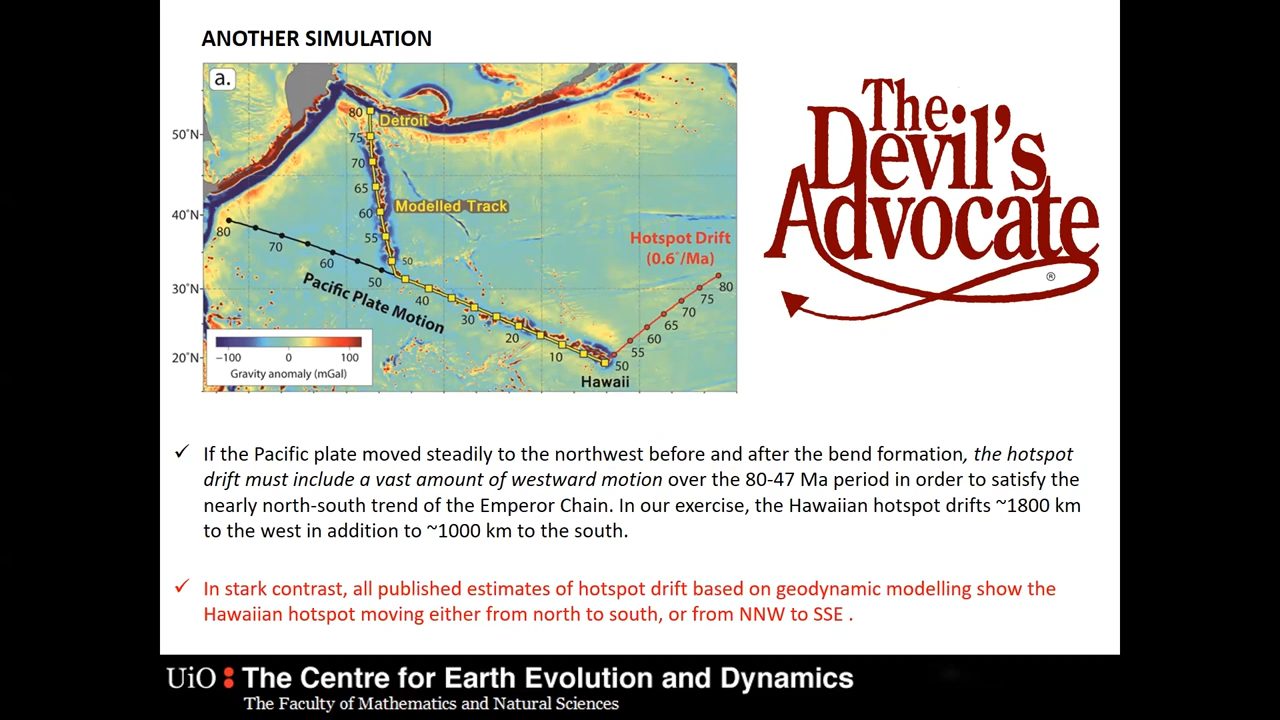 ANOTHER SIMULATION
a.
The
Devil's
Advocate
®
50°N
40°N
30°N
20°N
80
Detroit
75
70
65
60
55
50
Modelled Track
80
70
60
50
Pacific Plate Motion
40
30
20
10
Hawaii
Hotspot Drift
(0.6°/Ma)
80
75
70
65
60
55
50
−100 0 100
Gravity anomaly (mGal)
✓ If the Pacific plate moved steadily to the northwest before and after the bend formation, the hotspot
drift must include a vast amount of westward motion over the 80-47 Ma period in order to satisfy the
nearly north-south trend of the Emperor Chain. In our exercise, the Hawaiian hotspot drifts ~1800 km
to the west in addition to ~1000 km to the south.
✓ In stark contrast, all published estimates of hotspot drift based on geodynamic modelling show the
Hawaiian hotspot moving either from north to south, or from NNW to SSE .
UiO : The Centre for Earth Evolution and Dynamics
The Faculty of Mathematics and Natural Sciences